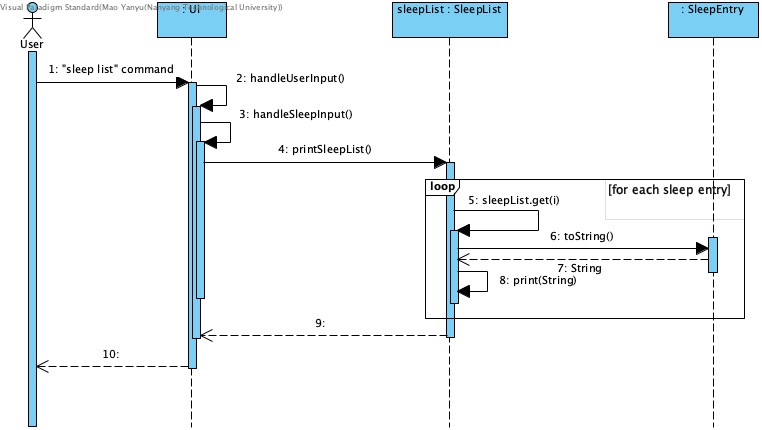 Visual Paradigm Standard(Mao Yanyu(Nanyang Technological University))
: UI
sleepList : SleepList
: SleepEntry
User
1: "sleep list" command
2: handleUserInput()
3: handleSleepInput()
4: printSleepList()
loop
[for each sleep entry]
5: sleepList.get(i)
6: toString()
7: String
8: print(String)
9:
10: